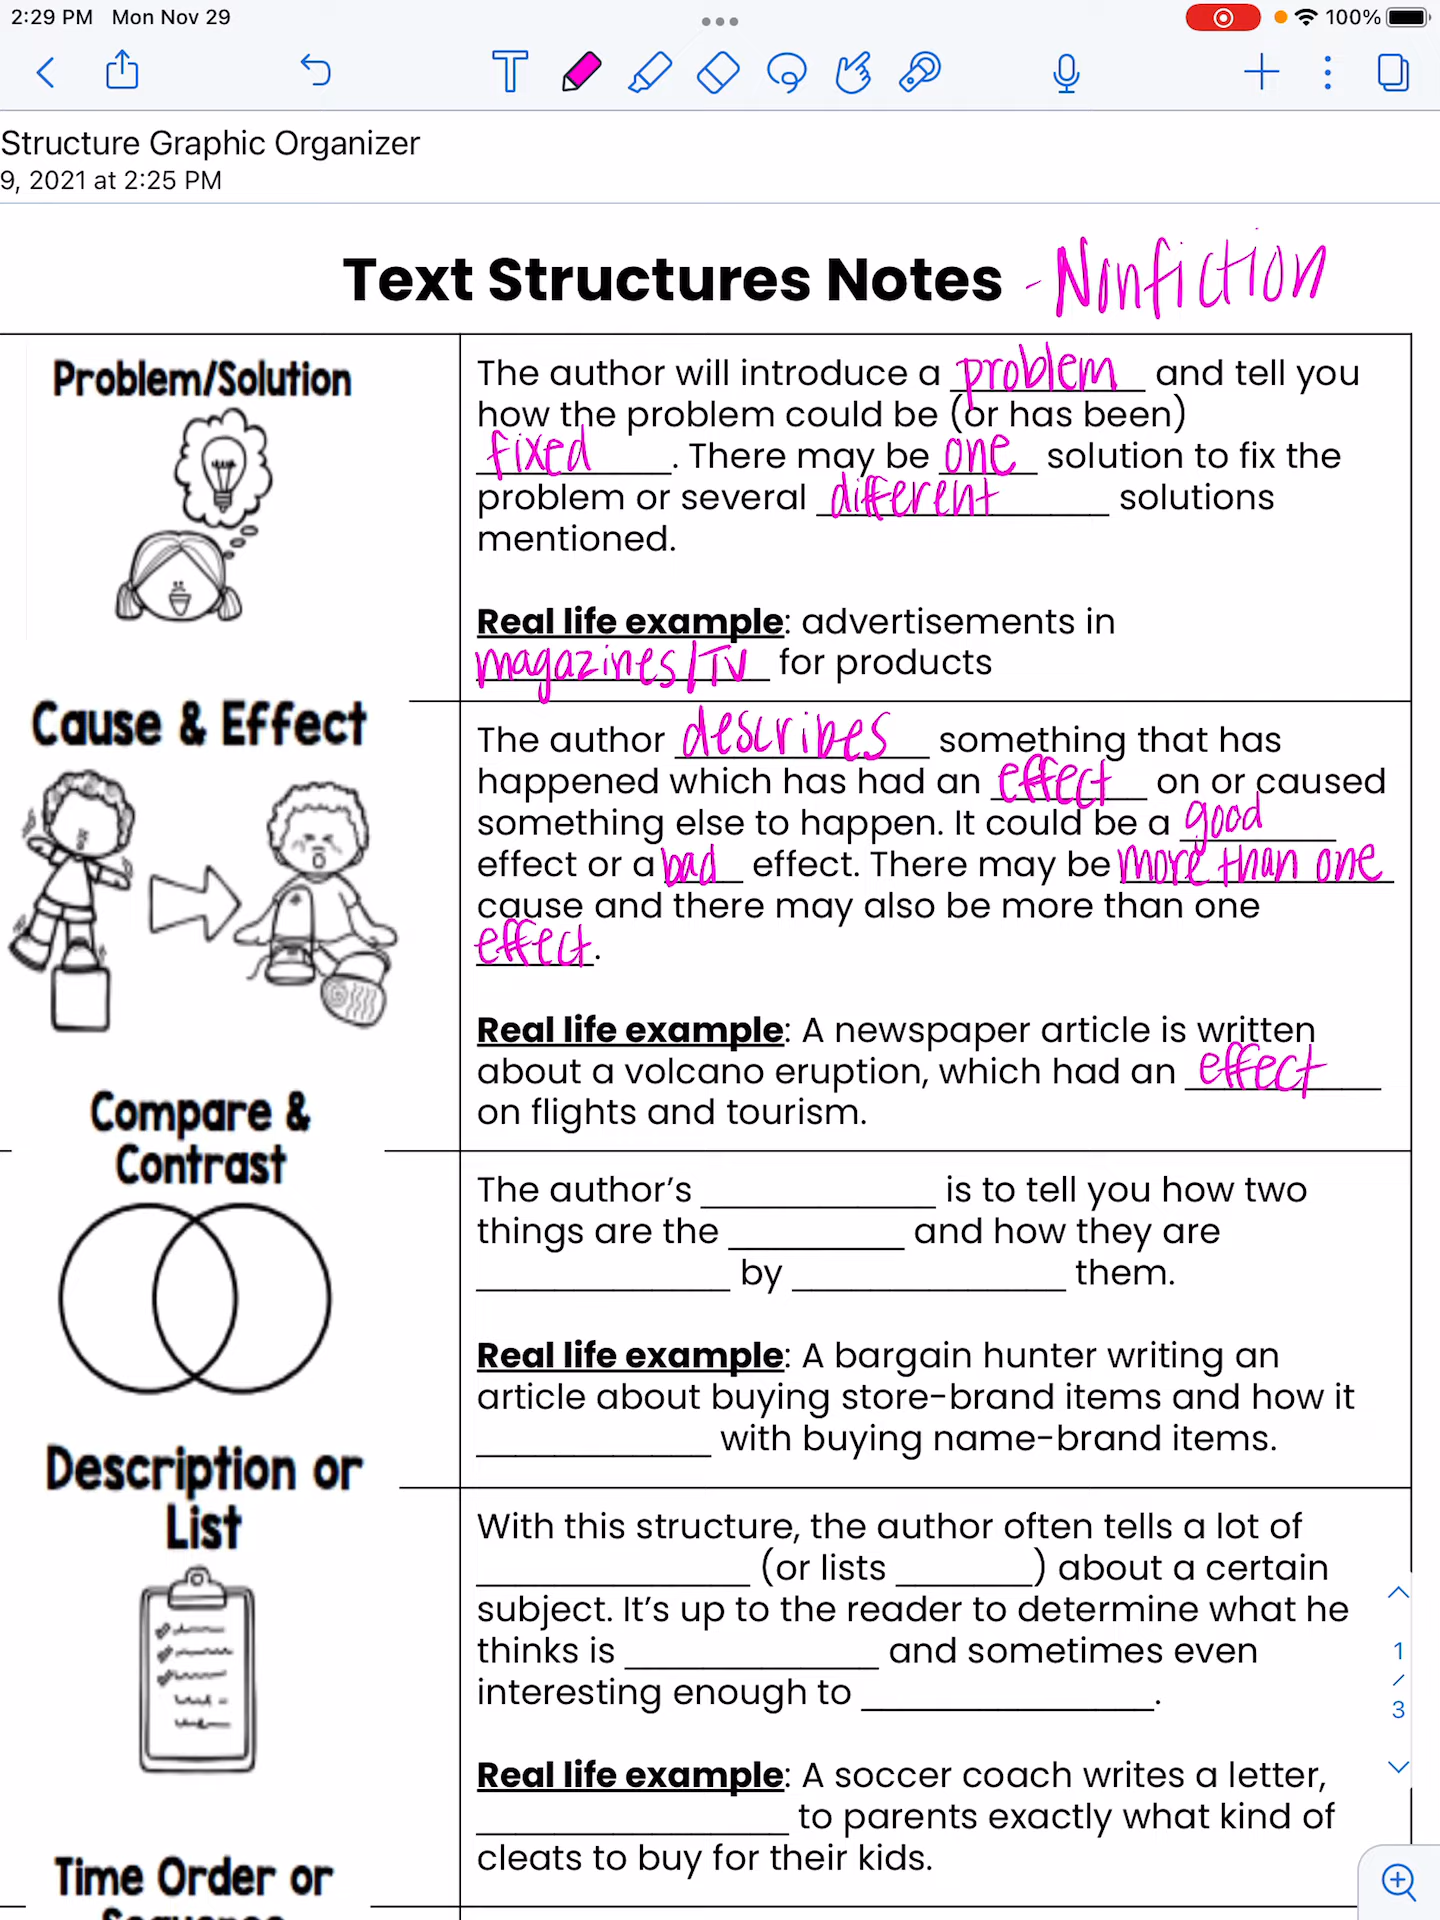 2:29 PM Mon Nov 29
100%
T
Structure Graphic Organizer
9, 2021 at 2:25 PM
Text Structures Notes - Nonfiction
Problem/Solution
The author will introduce a problem and tell you
how the problem could be (or has been)
fixed. There may be one solution to fix the
problem or several different solutions
mentioned.
Real life example: advertisements in
magazines/TV for products
Cause & Effect
The author describes something that has
happened which has had an effect on or caused
something else to happen. It could be a good
effect or a bad effect. There may be more than one
cause and there may also be more than one
effect.
Real life example: A newspaper article is written
about a volcano eruption, which had an effect
on flights and tourism.
Compare &
Contrast
The author's ____________ is to tell you how two
things are the _________ and how they are
_____________ by ______________ them.
Real life example: A bargain hunter writing an
article about buying store-brand items and how it
____________ with buying name-brand items.
Description or
List
With this structure, the author often tells a lot of
______________ (or lists _______) about a certain
subject. It's up to the reader to determine what he
thinks is _____________ and sometimes even
interesting enough to _______________.
Real life example: A soccer coach writes a letter,
________________ to parents exactly what kind of
cleats to buy for their kids.
1
/
3
Time Order or